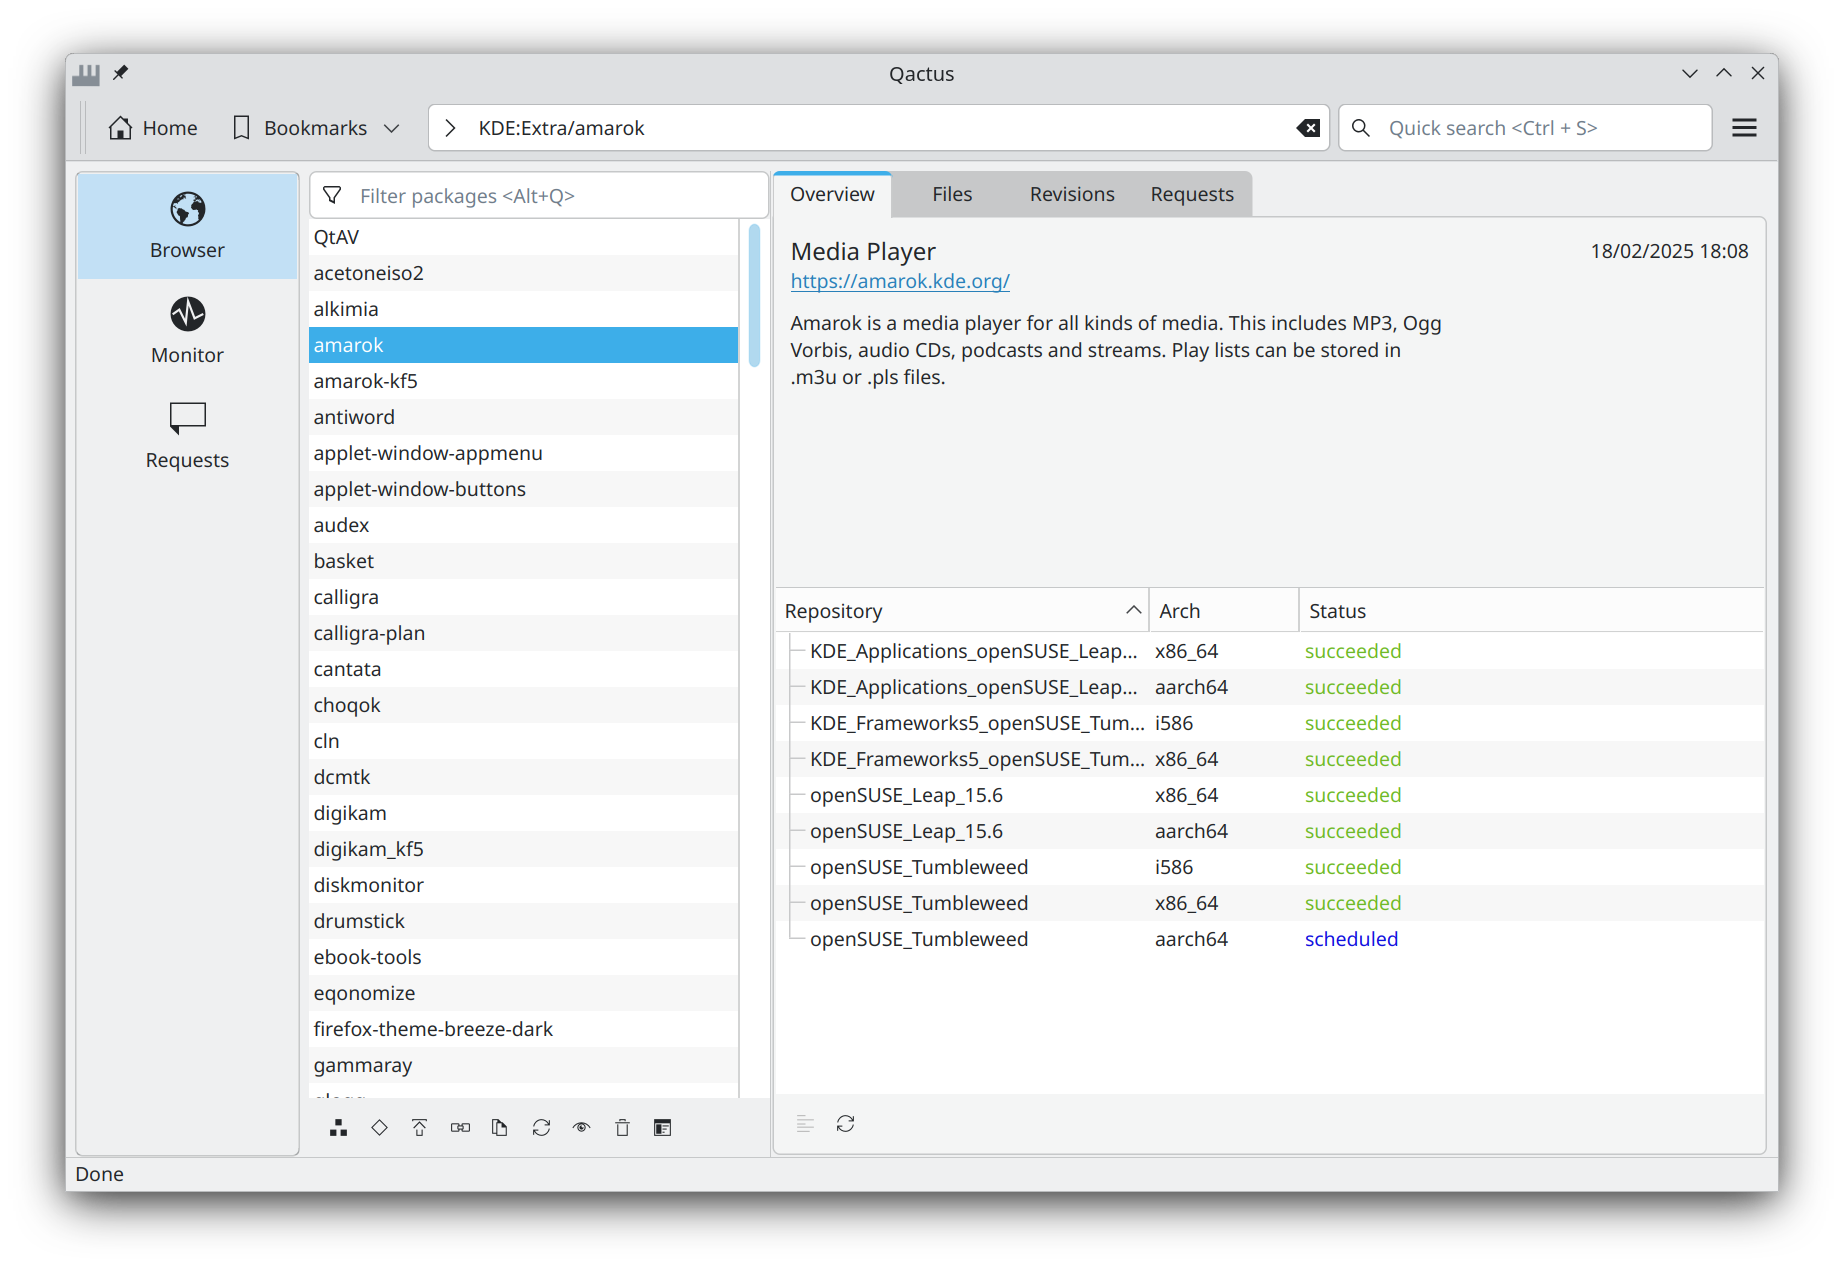 Qactus
Home
Bookmarks
KDE:Extra/amarok
Quick search <Ctrl + S>
Browser
Monitor
Requests
Filter packages <Alt+Q>
QtAV
acetoneiso2
alkimia
amarok
amarok-kf5
antiword
applet-window-appmenu
applet-window-buttons
audex
basket
calligra
calligra-plan
cantata
choqok
cln
dcmtk
digikam
digikam_kf5
diskmonitor
drumstick
ebook-tools
eqonomize
firefox-theme-breeze-dark
gammaray
Overview Files Revisions Requests
Media Player 18/02/2025 18:08
https://amarok.kde.org/
Amarok is a media player for all kinds of media. This includes MP3, Ogg
Vorbis, audio CDs, podcasts and streams. Play lists can be stored in
.m3u or .pls files.
Repository Arch Status
KDE_Applications_openSUSE_Leap... x86_64 succeeded
KDE_Applications_openSUSE_Leap... aarch64 succeeded
KDE_Frameworks5_openSUSE_Tum... i586 succeeded
KDE_Frameworks5_openSUSE_Tum... x86_64 succeeded
openSUSE_Leap_15.6 x86_64 succeeded
openSUSE_Leap_15.6 aarch64 succeeded
openSUSE_Tumbleweed i586 succeeded
openSUSE_Tumbleweed x86_64 succeeded
openSUSE_Tumbleweed aarch64 scheduled
Done